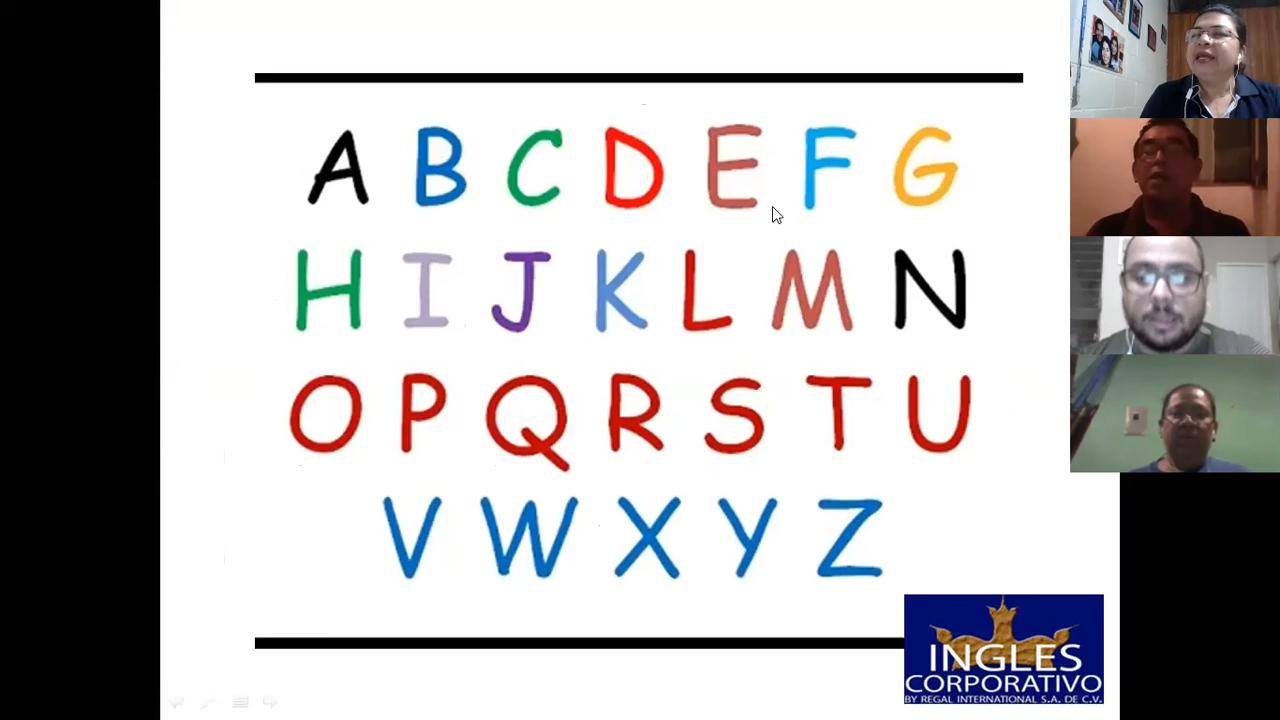 A B C D E F G
H I J K L M N
O P Q R S T U
V W X Y Z
INGLES
CORPORATIVO
BY REGAL INTERNATIONAL S.A. DE C.V.